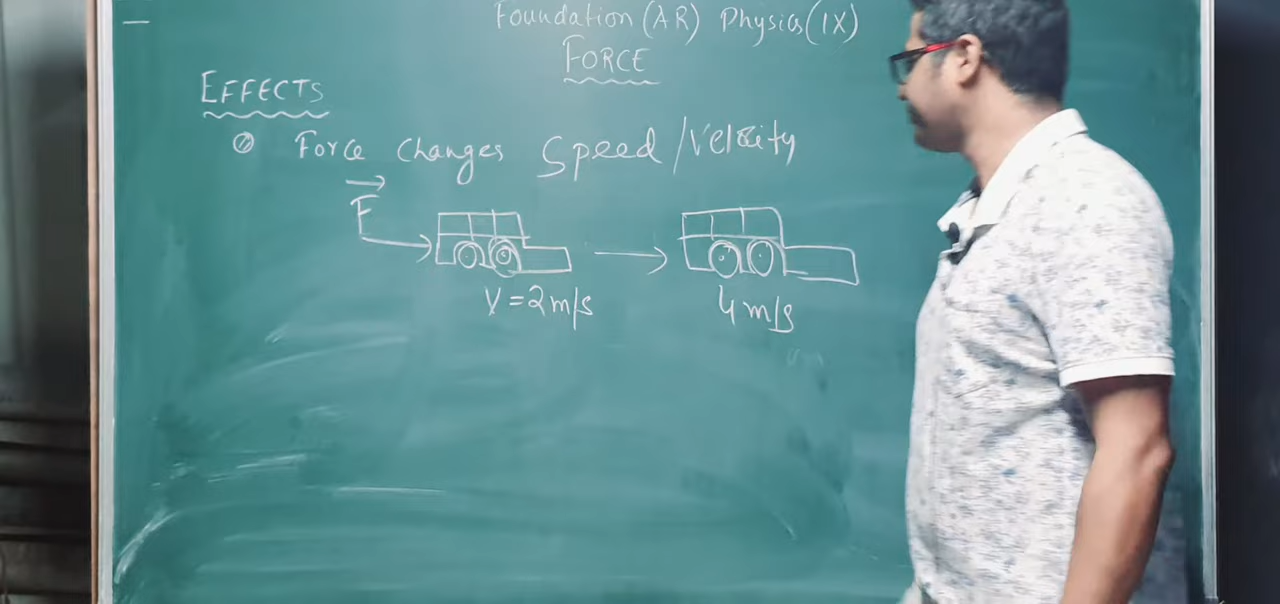 Foundation (AR) Physics (IX)
FORCE
EFFECTS
Force changes Speed / Velocity
F
V = 2 m/s
4 m/s